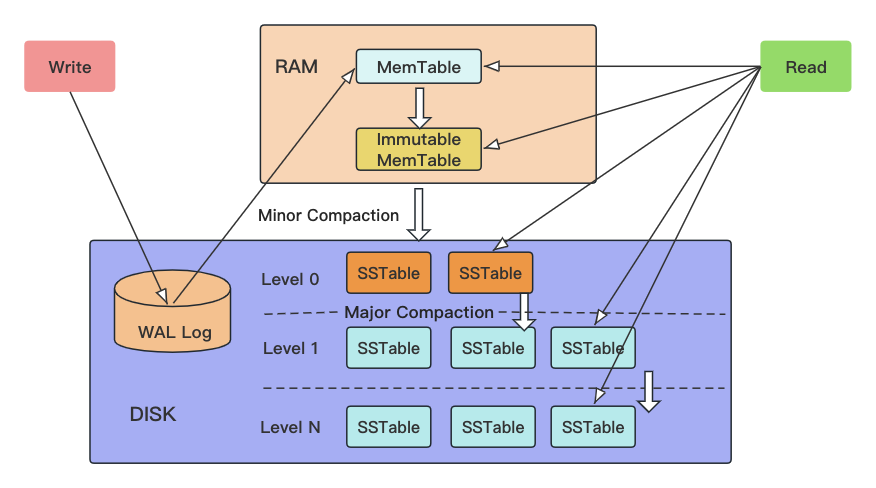 Write
RAM
MemTable
Read
Immutable
MemTable
Minor Compaction
Level 0
SSTable
SSTable
Major Compaction
WAL Log
Level 1
SSTable
SSTable
SSTable
DISK
Level N
SSTable
SSTable
SSTable